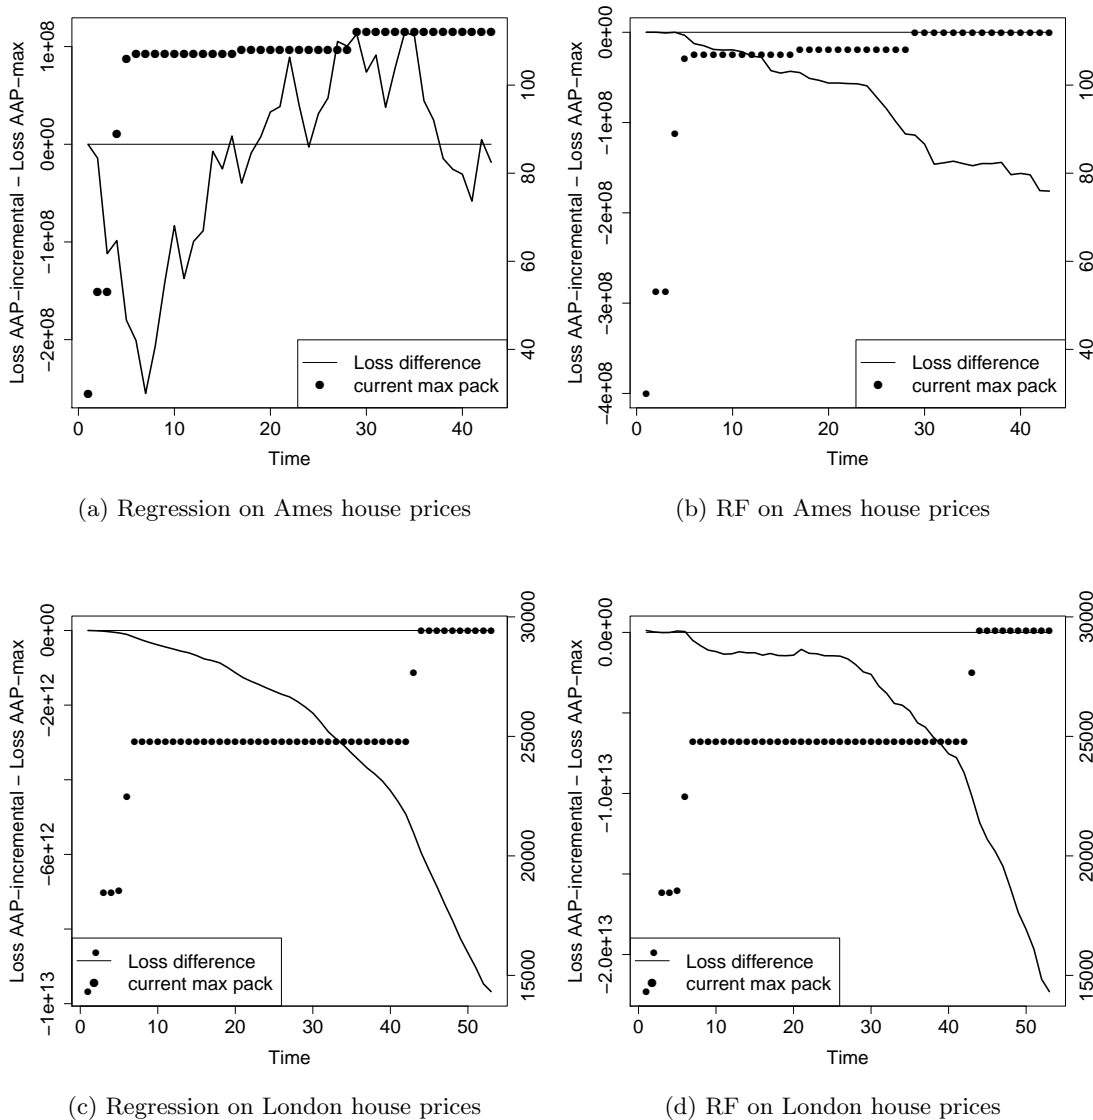 Loss AAP−incremental − Loss AAP−max
1e+08
0e+00
−1e+08
−2e+08
100
80
60
40
Loss difference
current max pack
0 10 20 30 40
Time
(a) Regression on Ames house prices
Loss AAP−incremental − Loss AAP−max
0e+00
−1e+08
−2e+08
−3e+08
−4e+08
100
80
60
40
Loss difference
current max pack
0 10 20 30 40
Time
(b) RF on Ames house prices
Loss AAP−incremental − Loss AAP−max
0e+00
−2e+12
−6e+12
−1e+13
30000
25000
20000
15000
Loss difference
current max pack
0 10 20 30 40 50
Time
(c) Regression on London house prices
Loss AAP−incremental − Loss AAP−max
0.0e+00
−1.0e+13
−2.0e+13
30000
25000
20000
15000
Loss difference
current max pack
0 10 20 30 40 50
Time
(d) RF on London house prices